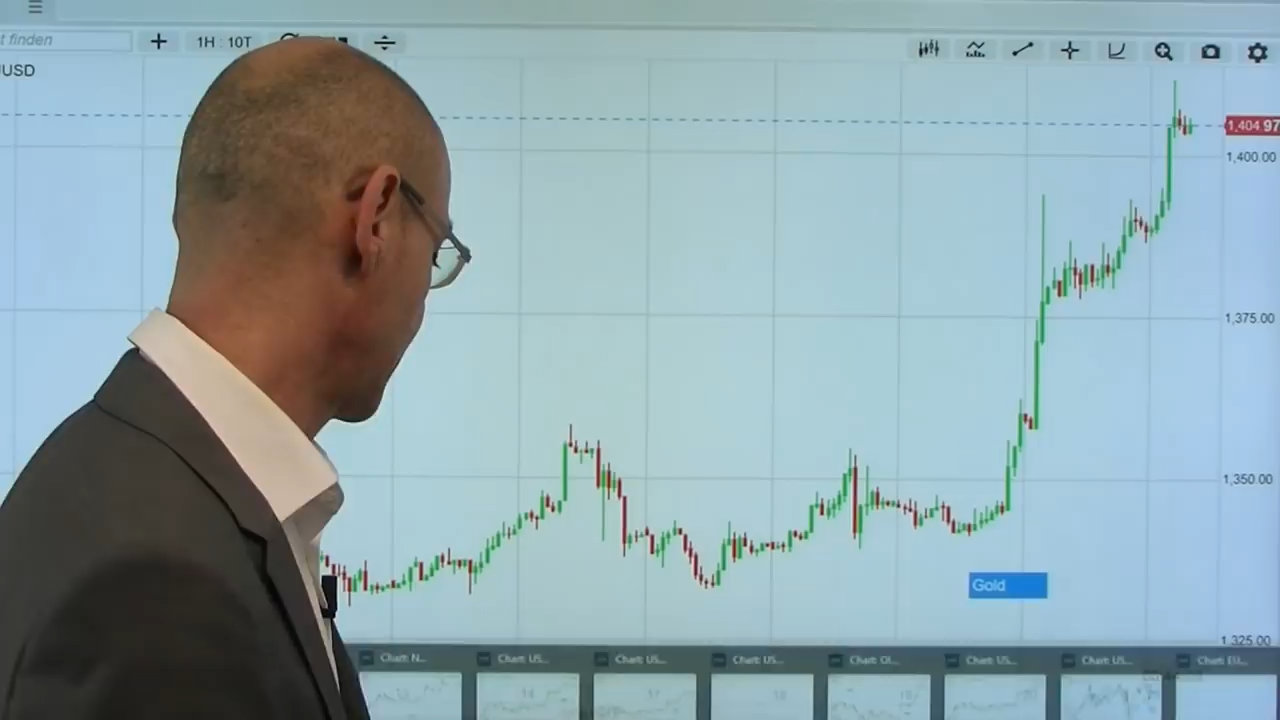 t finden
1H : 10T
USD
1,404.97
1,400.00
1,375.00
1,350.00
Gold
1,325.00
Chart: N...
Chart: US...
Chart: US...
Chart: US...
Chart: Ol...
Chart: US...
Chart: US...
Chart: EU...